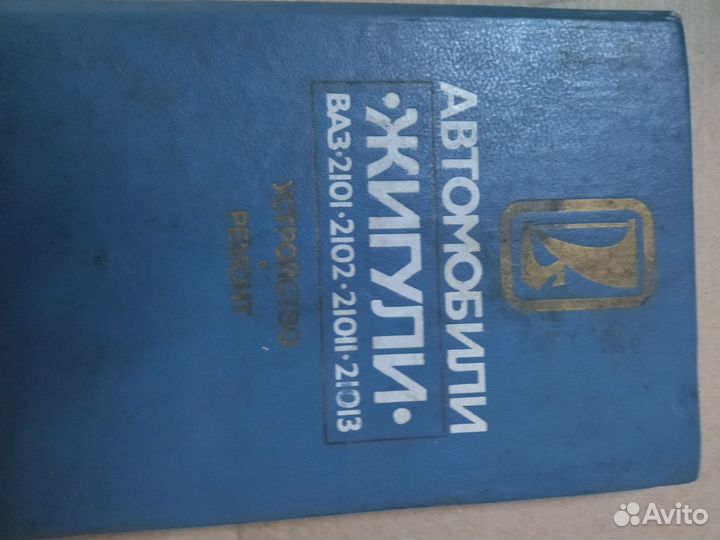 АВТОМОБИЛИ
·ЖИГУЛИ·
ВАЗ·2101·2102·21011·21013
УСТРОЙСТВО
И
РЕМОНТ
Avito